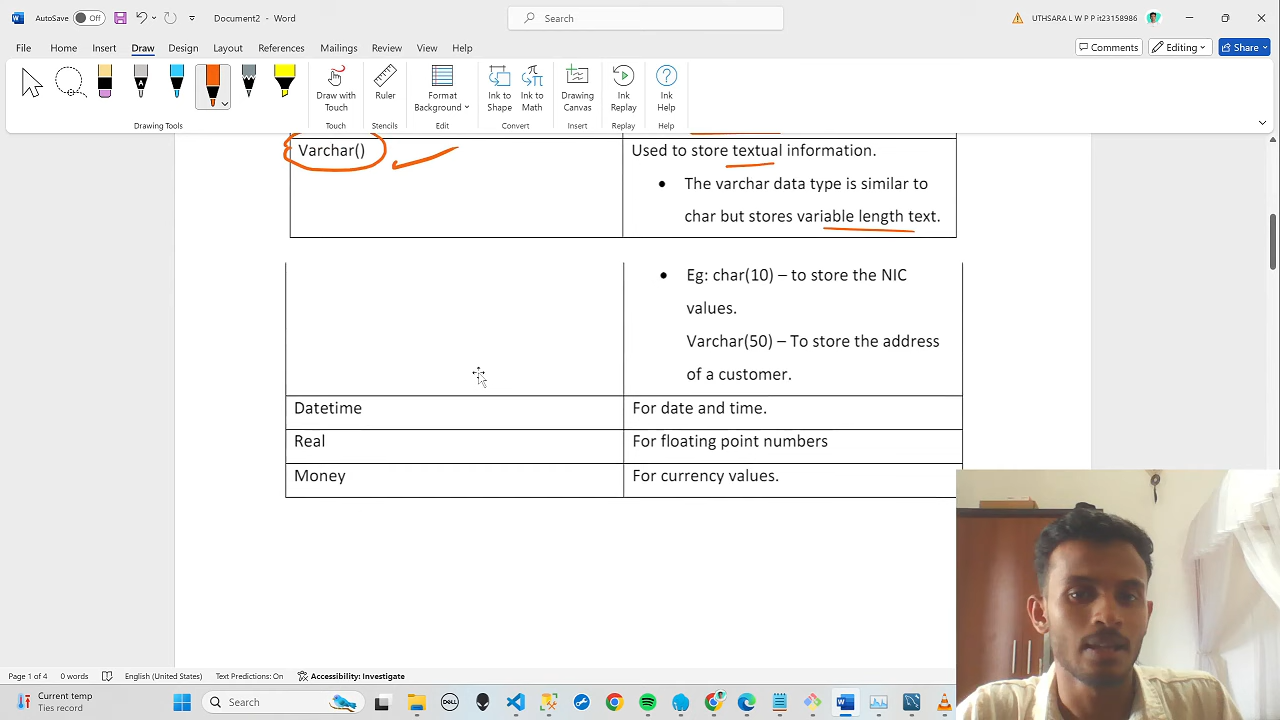 AutoSave
Off
Document2 - Word
Search
UTHSARA L W P P it23158986
File Home Insert Draw Design Layout References Mailings Review View Help
Comments
Editing
Share
A
Draw with Touch
Ruler
Format Background
Ink to Shape
Ink to Math
Drawing Canvas
Ink Replay
Ink Help
Drawing Tools
Touch
Stencils
Edit
Convert
Insert
Replay
Help
Varchar()
Used to store textual information.
• The varchar data type is similar to
char but stores variable length text.
• Eg: char(10) – to store the NIC
values.
Varchar(50) – To store the address
of a customer.
Datetime
For date and time.
Real
For floating point numbers
Money
For currency values.
Page 1 of 4
0 words
English (United States)
Text Predictions: On
Accessibility: Investigate
Current temp
Ties record
Search
DELL